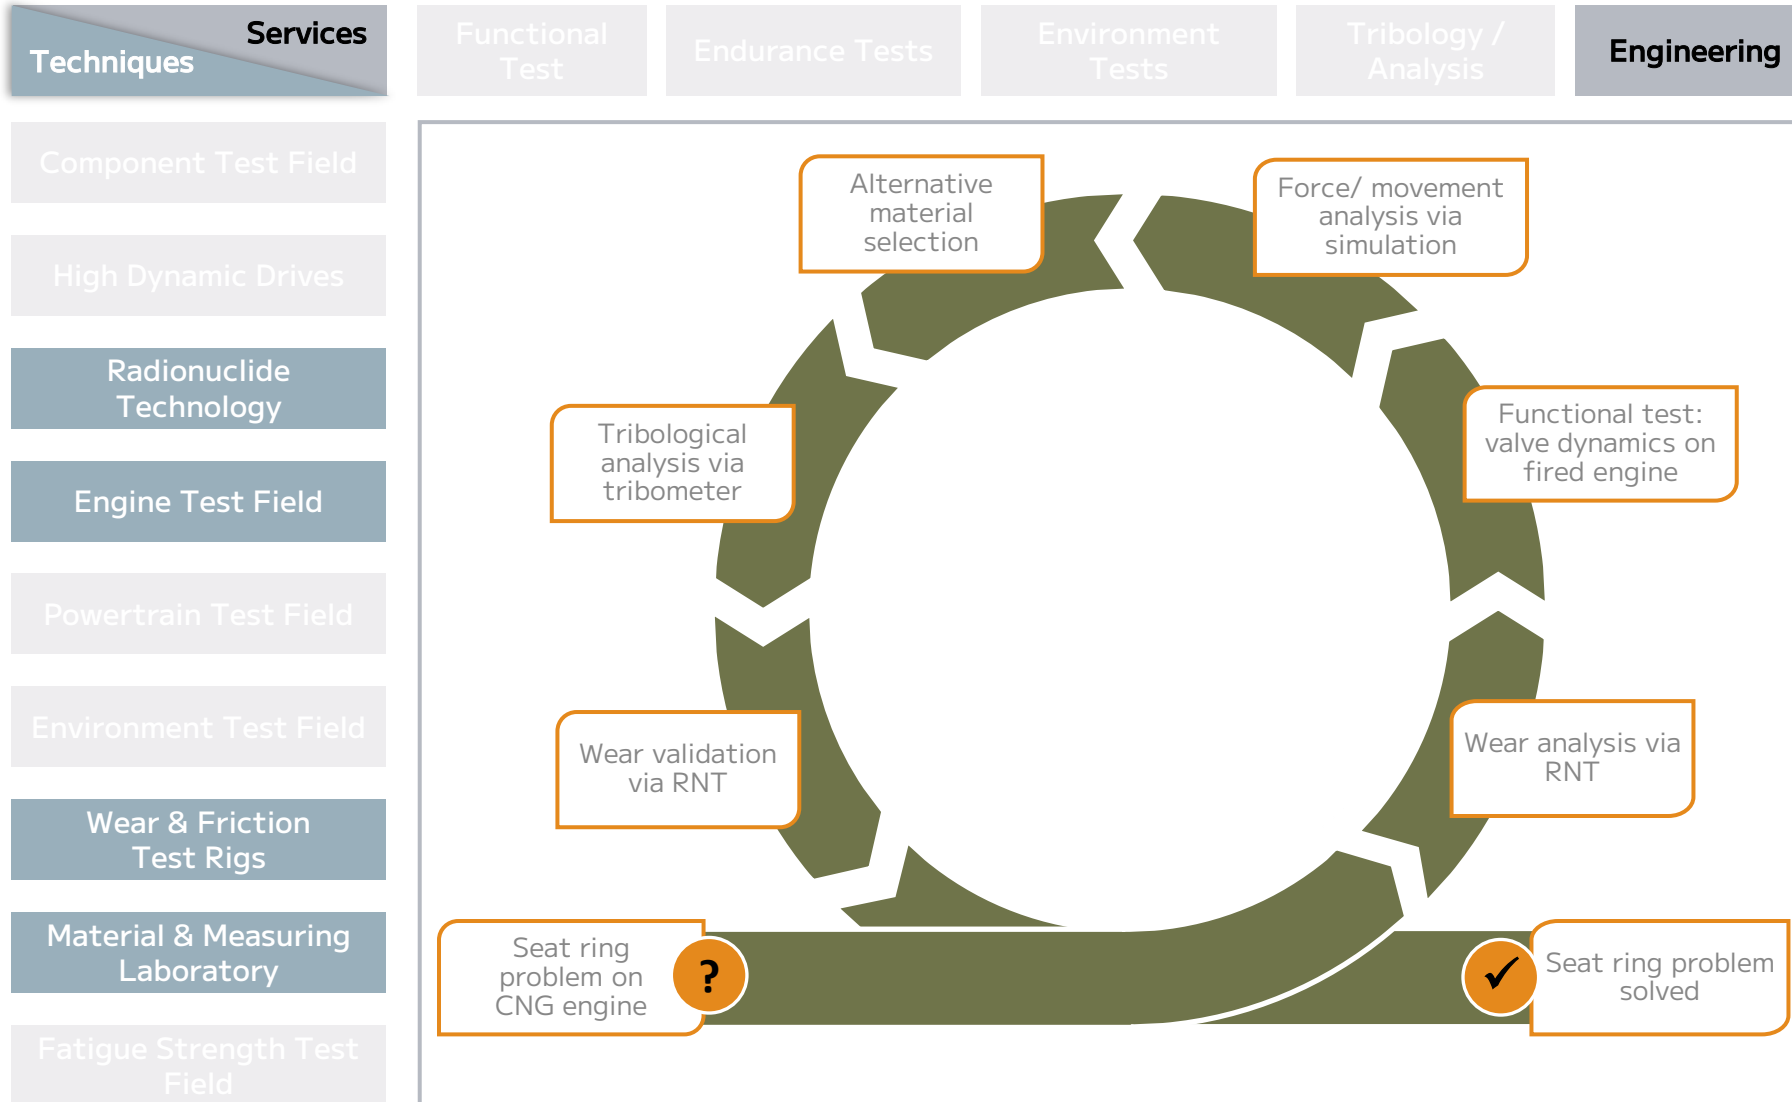 Services
Techniques
Functional
Test
Endurance Tests
Environment
Tests
Tribology /
Analysis
Engineering
Component Test Field
High Dynamic Drives
Radionuclide
Technology
Engine Test Field
Powertrain Test Field
Environment Test Field
Wear & Friction
Test Rigs
Material & Measuring
Laboratory
Fatigue Strength Test
Field
Alternative
material
selection
Force/ movement
analysis via
simulation
Tribological
analysis via
tribometer
Functional test:
valve dynamics on
fired engine
Wear validation
via RNT
Wear analysis via
RNT
Seat ring
problem on
CNG engine
?
Seat ring problem
solved